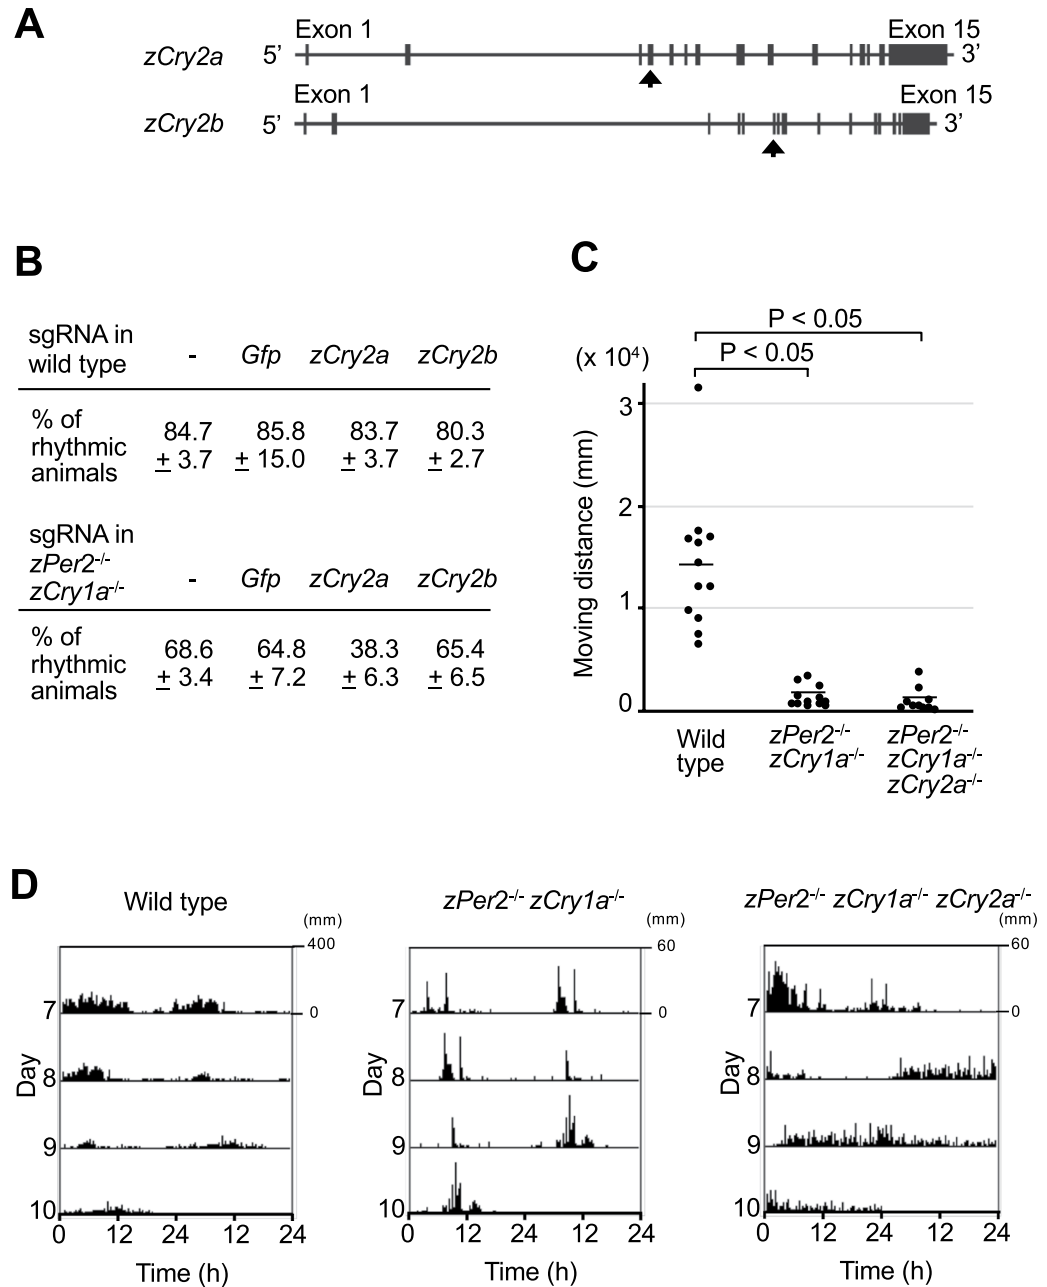 A
Exon 1 Exon 15
zCry2a 5’ 3’
Exon 1 Exon 15
zCry2b 5’ 3’
B
sgRNA in
wild type - Gfp zCry2a zCry2b
% of
rhythmic
animals
84.7 85.8 83.7 80.3
± 3.7 ± 15.0 ± 3.7 ± 2.7
sgRNA in
zPer2-/-
zCry1a-/- - Gfp zCry2a zCry2b
% of
rhythmic
animals
68.6 64.8 38.3 65.4
± 3.4 ± 7.2 ± 6.3 ± 6.5
C
P < 0.05
P < 0.05
(x 10⁴)
Moving distance (mm)
3
2
1
0
Wild
type
zPer2-/-
zCry1a-/-
zPer2-/-
zCry1a-/-
zCry2a-/-
D
Wild type
(mm)
400
0
Day
7
8
9
10
0 12 24 12 24
Time (h)
zPer2-/- zCry1a-/-
(mm)
60
0
Day
7
8
9
10
0 12 24 12 24
Time (h)
zPer2-/- zCry1a-/- zCry2a-/-
(mm)
60
0
Day
7
8
9
10
0 12 24 12 24
Time (h)